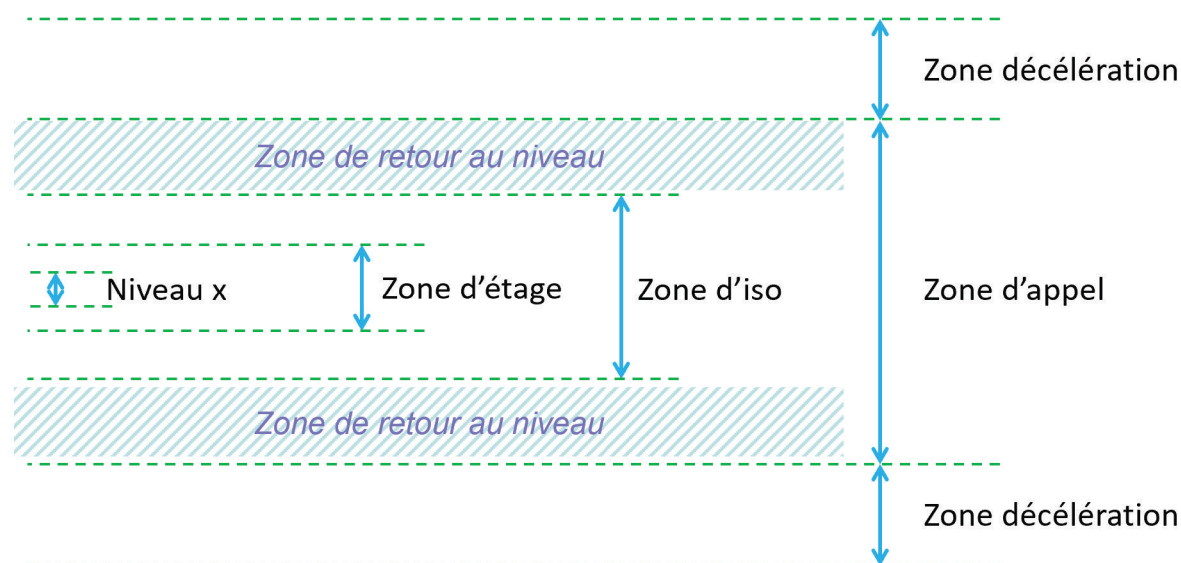 Zone décélération
Zone de retour au niveau
Niveau x
Zone d’étage
Zone d’iso
Zone d’appel
Zone de retour au niveau
Zone décélération